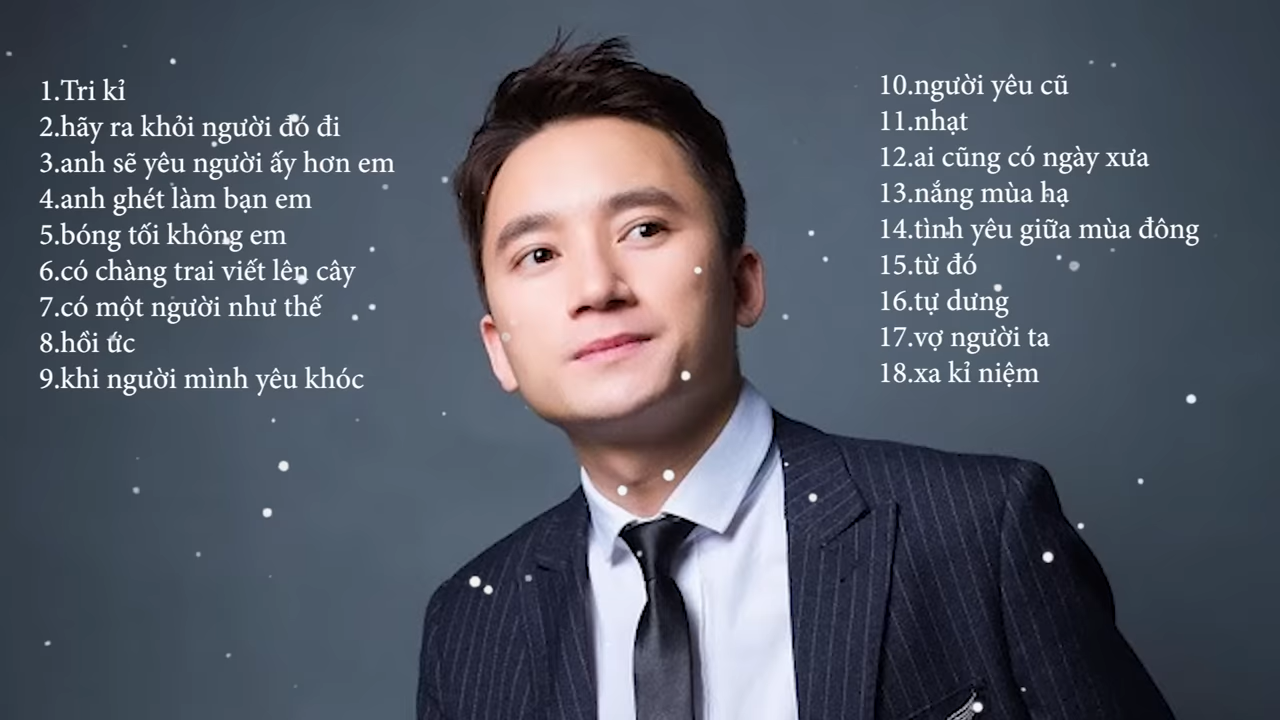 1.Tri kỉ
2.hãy ra khỏi người đó đi
3.anh sẽ yêu người ấy hơn em
4.anh ghét làm bạn em
5.bóng tối không em
6.có chàng trai viết lên cây
7.có một người như thế
8.hồi ức
9.khi người mình yêu khóc
10.người yêu cũ
11.nhạt
12.ai cũng có ngày xưa
13.nắng mùa hạ
14.tình yêu giữa mùa đông
15.từ đó
16.tự dưng
17.vợ người ta
18.xa kỉ niệm